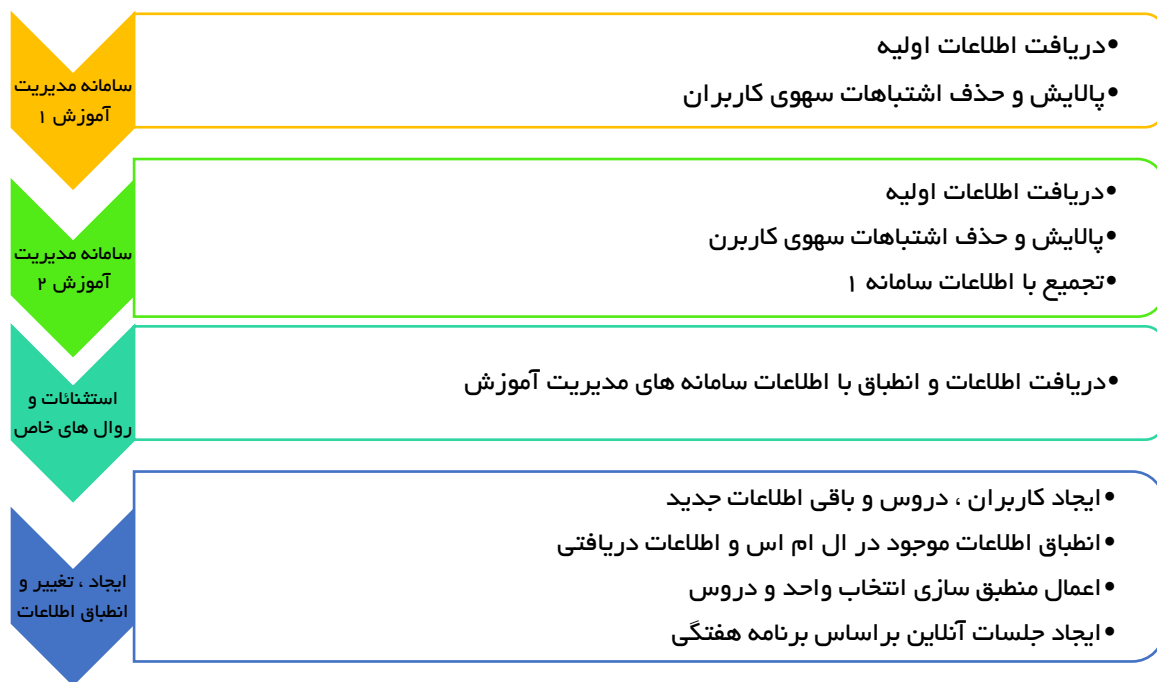 سامانه مدیریت
آموزش ۱
•دریافت اطلاعات اولیه
•پالایش و حذف اشتباهات سهوی کاربران
سامانه مدیریت
آموزش ۲
•دریافت اطلاعات اولیه
•پالایش و حذف اشتباهات سهوی کاربرن
•تجمیع با اطلاعات سامانه ۱
استثنائات و
روال های خاص
•دریافت اطلاعات و انطباق با اطلاعات سامانه های مدیریت آموزش
ایجاد ، تغییر و
انطباق اطلاعات
•ایجاد کاربران ، دروس و باقی اطلاعات جدید
•انطباق اطلاعات موجود در ال ام اس و اطلاعات دریافتی
•اعمال منطبق سازی انتخاب واحد و دروس
•ایجاد جلسات آنلاین براساس برنامه هفتگی